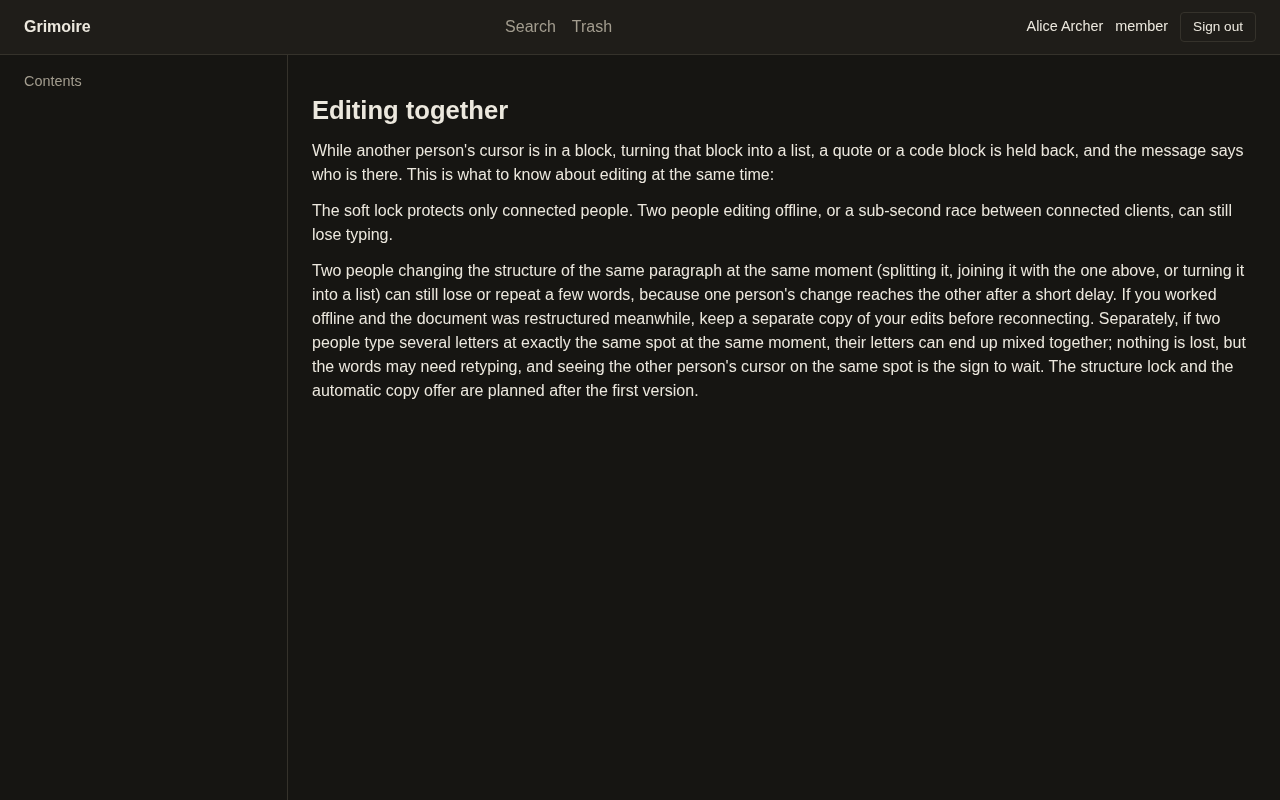 Grimoire
Search
Trash
Alice Archer
member
Sign out
Contents
Editing together
While another person's cursor is in a block, turning that block into a list, a quote or a code block is held back, and the message says
who is there. This is what to know about editing at the same time:
The soft lock protects only connected people. Two people editing offline, or a sub-second race between connected clients, can still
lose typing.
Two people changing the structure of the same paragraph at the same moment (splitting it, joining it with the one above, or turning it
into a list) can still lose or repeat a few words, because one person's change reaches the other after a short delay. If you worked
offline and the document was restructured meanwhile, keep a separate copy of your edits before reconnecting. Separately, if two
people type several letters at exactly the same spot at the same moment, their letters can end up mixed together; nothing is lost, but
the words may need retyping, and seeing the other person's cursor on the same spot is the sign to wait. The structure lock and the
automatic copy offer are planned after the first version.